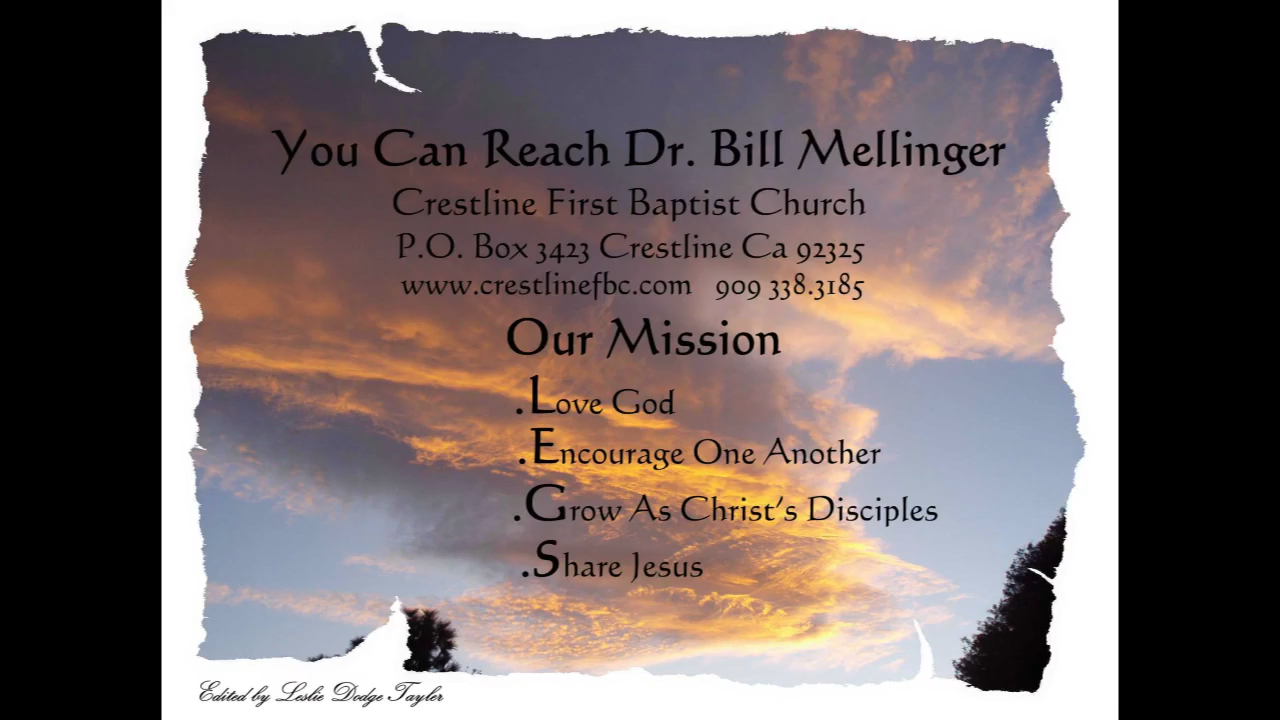 You Can Reach Dr. Bill Mellinger
Crestline First Baptist Church
P.O. Box 3423 Crestline Ca 92325
www.crestlinefbc.com 909 338.3185
Our Mission
.Love God
.Encourage One Another
.Grow As Christ's Disciples
.Share Jesus
Edited by Leslie Dodge Tayler